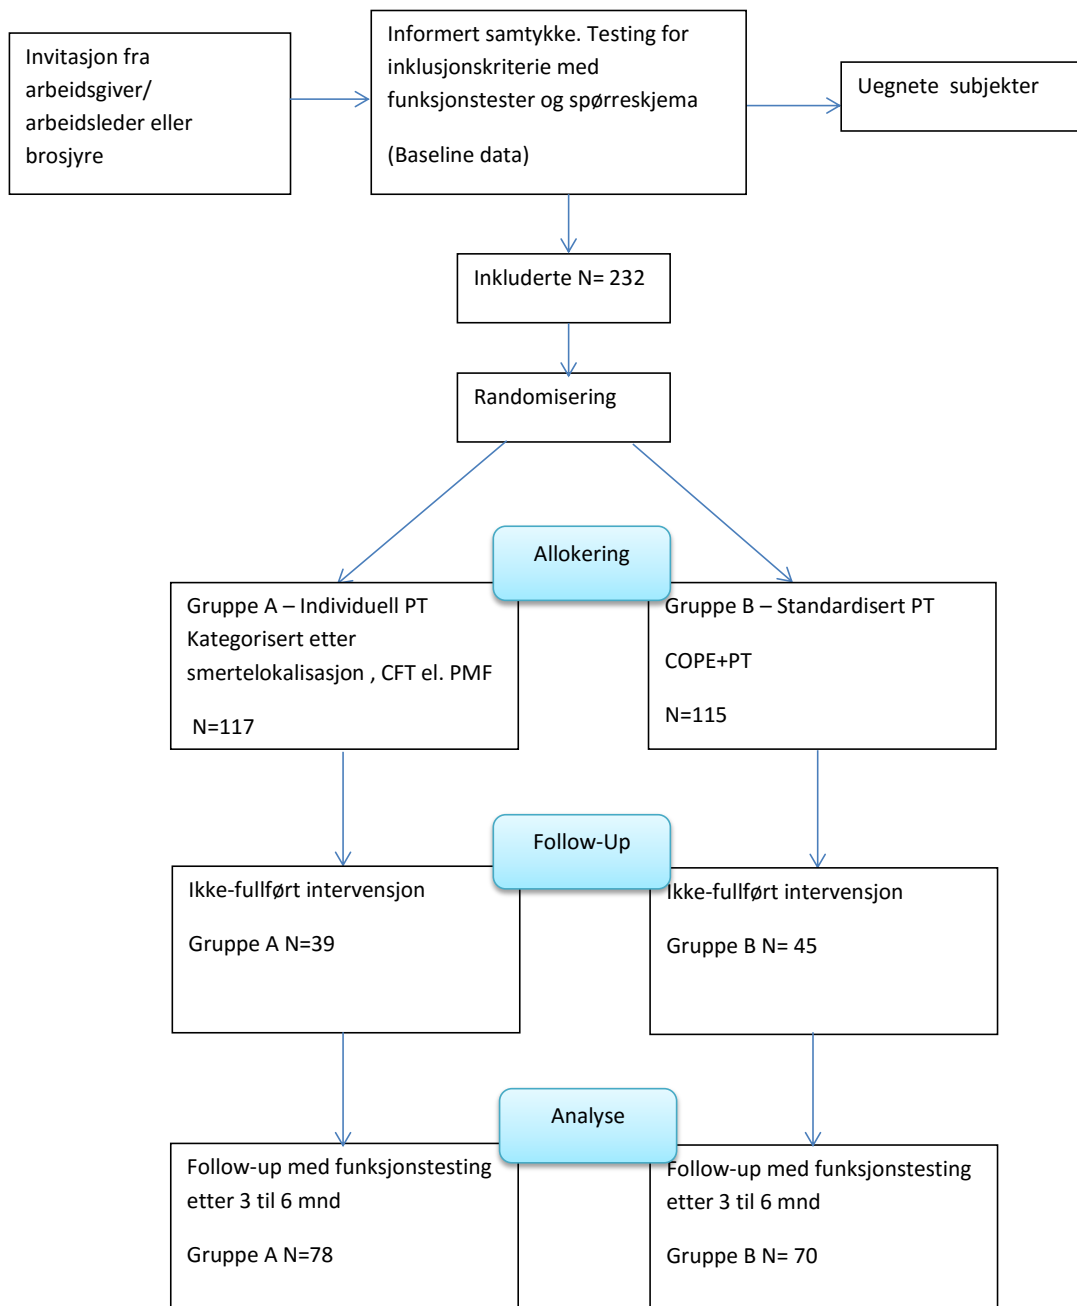 Invitasjon fra
arbeidsgiver/
arbeidsleder eller
brosjyre
Informert samtykke. Testing for
inklusjonskriterie med
funksjonstester og spørreskjema
(Baseline data)
Uegnete subjekter
Inkluderte N= 232
Randomisering
Allokering
Gruppe A – Individuell PT
Kategorisert etter
smertelokalisasjon , CFT el. PMF
N=117
Gruppe B – Standardisert PT
COPE+PT
N=115
Follow-Up
Ikke-fullført intervensjon
Gruppe A N=39
Ikke-fullført intervensjon
Gruppe B N= 45
Analyse
Follow-up med funksjonstesting
etter 3 til 6 mnd
Gruppe A N=78
Follow-up med funksjonstesting
etter 3 til 6 mnd
Gruppe B N= 70